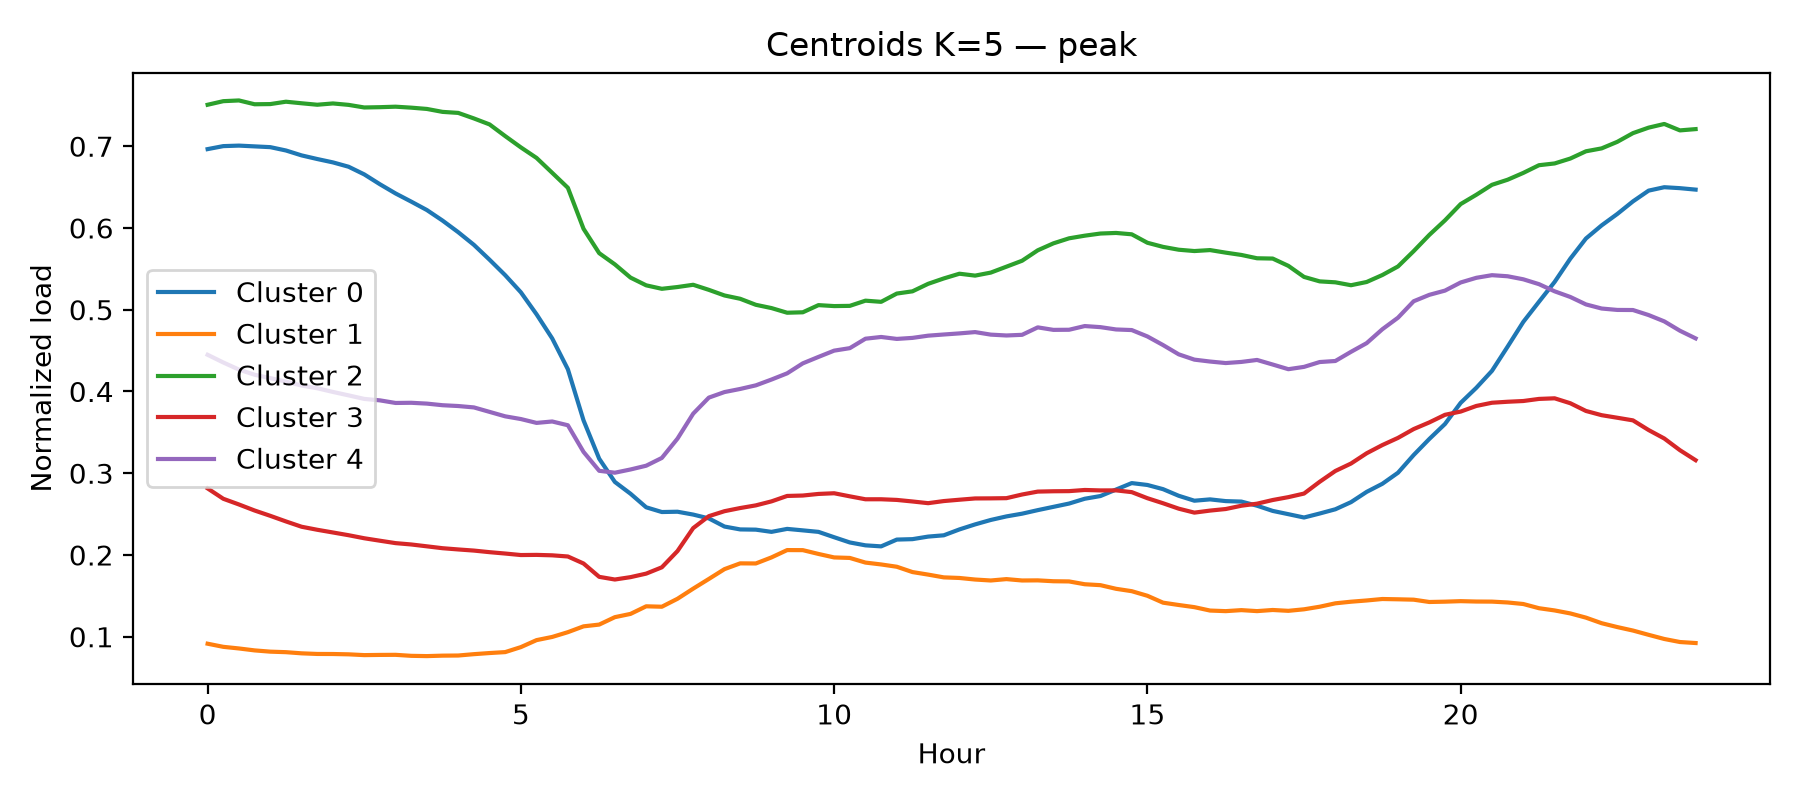 Centroids K=5 — peak
Normalized load
0.7
0.6
0.5
0.4
0.3
0.2
0.1
Cluster 0
Cluster 1
Cluster 2
Cluster 3
Cluster 4
0 5 10 15 20
Hour